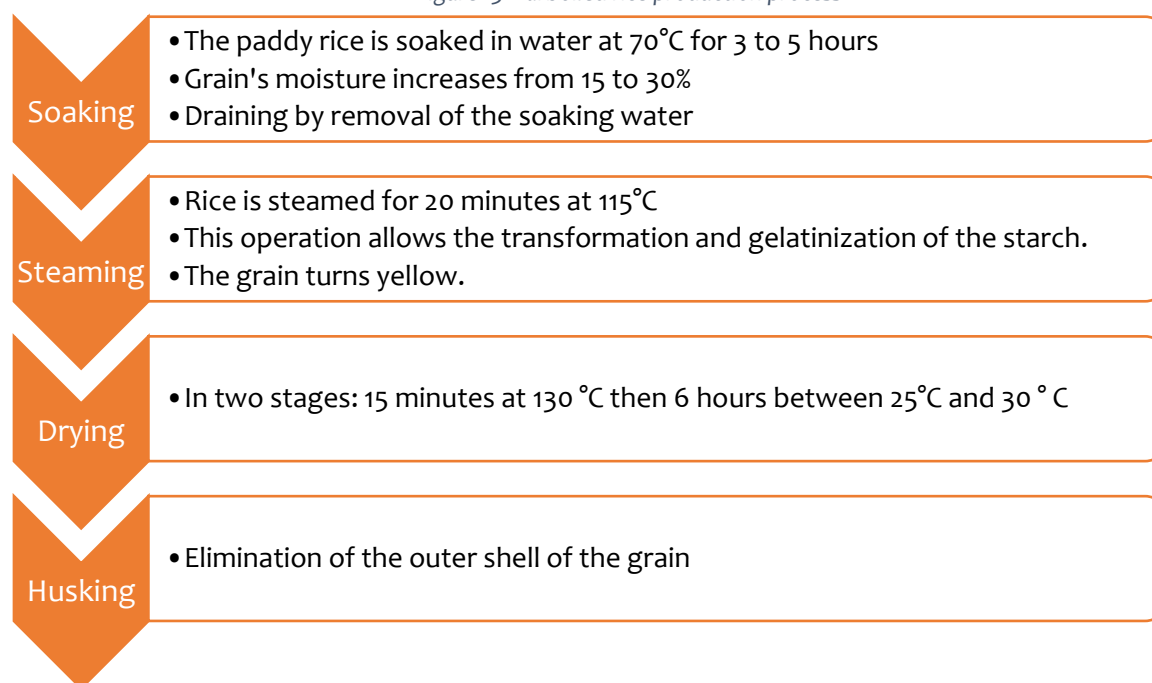 Soaking
•The paddy rice is soaked in water at 70°C for 3 to 5 hours
•Grain's moisture increases from 15 to 30%
•Draining by removal of the soaking water
Steaming
•Rice is steamed for 20 minutes at 115°C
•This operation allows the transformation and gelatinization of the starch.
•The grain turns yellow.
Drying
•In two stages: 15 minutes at 130 °C then 6 hours between 25°C and 30 ° C
Husking
•Elimination of the outer shell of the grain